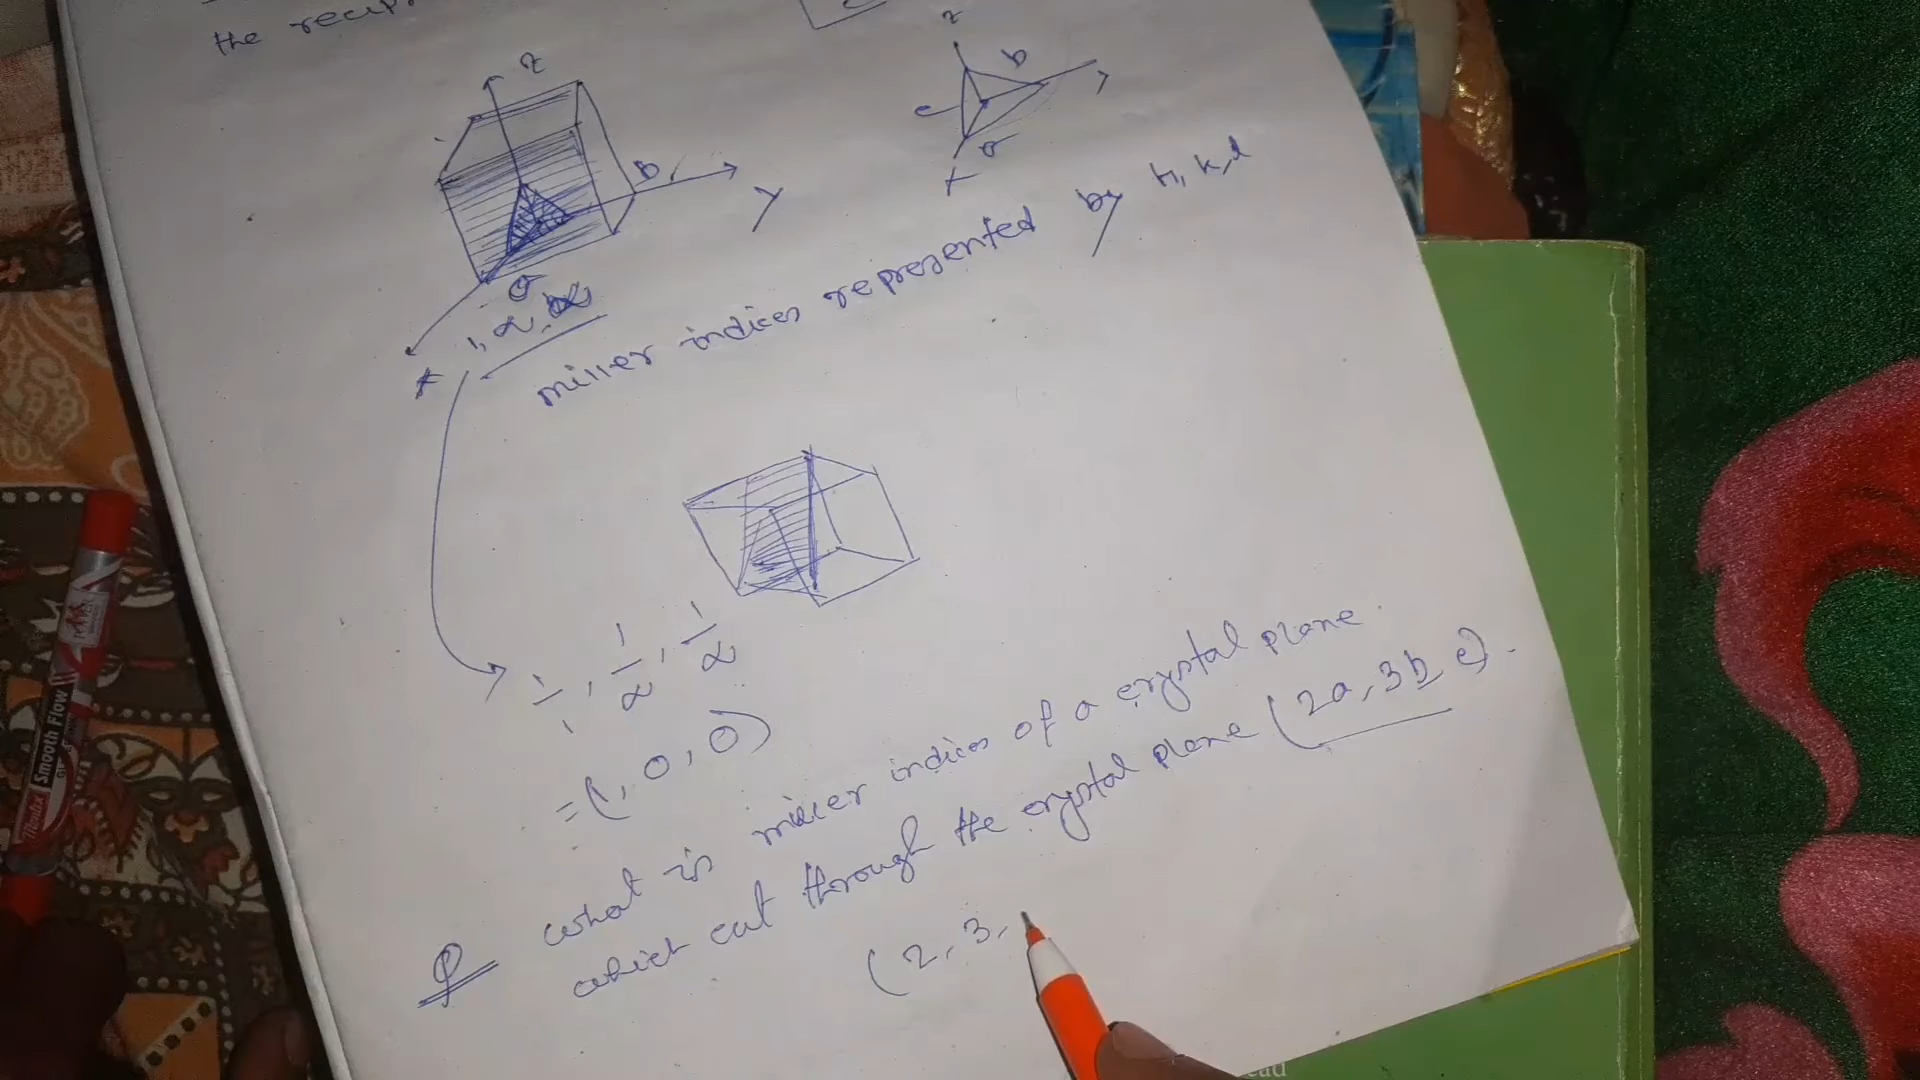 the recip
z
B
y
a
1, α
x
z
b
c
y
a
x
miller indices represented by h, k, l
1/1, 1/α, 1/α
= (1, 0, 0)
Q what is miller indices of a crystal plane.
which cut through the crystal plane (2a, 3b, c).
(2, 3,
Smooth Flow